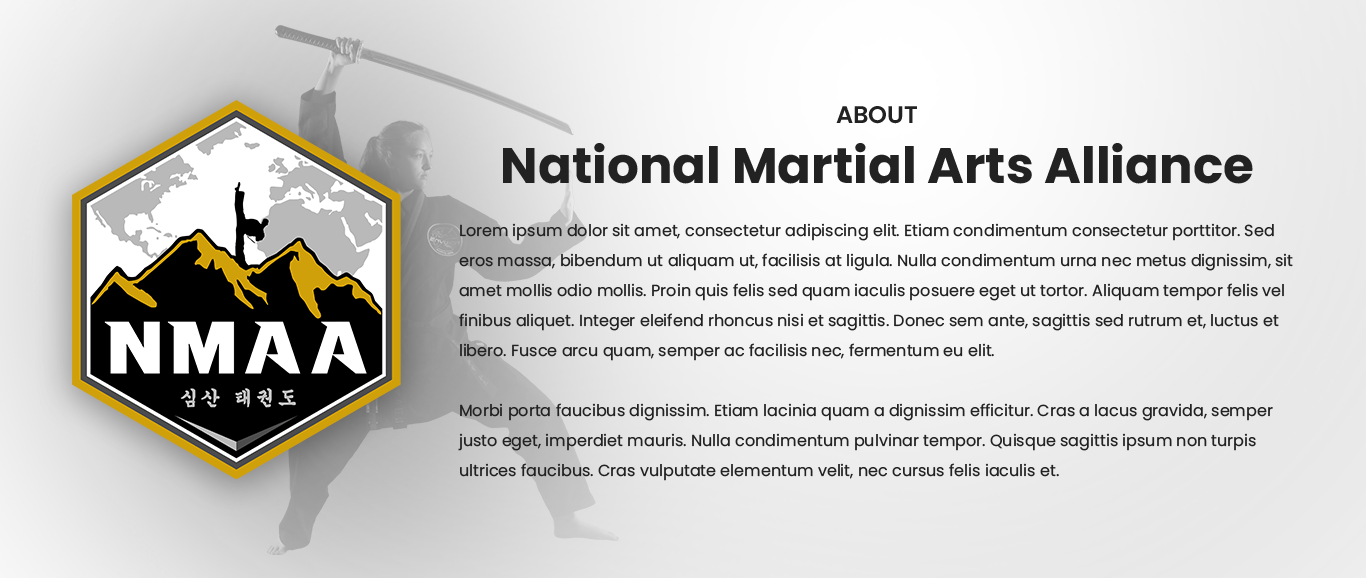 NMAA
심산 태권도
ABOUT
National Martial Arts Alliance
Lorem ipsum dolor sit amet, consectetur adipiscing elit. Etiam condimentum consectetur porttitor. Sed
eros massa, bibendum ut aliquam ut, facilisis at ligula. Nulla condimentum urna nec metus dignissim, sit
amet mollis odio mollis. Proin quis felis sed quam iaculis posuere eget ut tortor. Aliquam tempor felis vel
finibus aliquet. Integer eleifend rhoncus nisi et sagittis. Donec sem ante, sagittis sed rutrum et, luctus et
libero. Fusce arcu quam, semper ac facilisis nec, fermentum eu elit.
Morbi porta faucibus dignissim. Etiam lacinia quam a dignissim efficitur. Cras a lacus gravida, semper
justo eget, imperdiet mauris. Nulla condimentum pulvinar tempor. Quisque sagittis ipsum non turpis
ultrices faucibus. Cras vulputate elementum velit, nec cursus felis iaculis et.